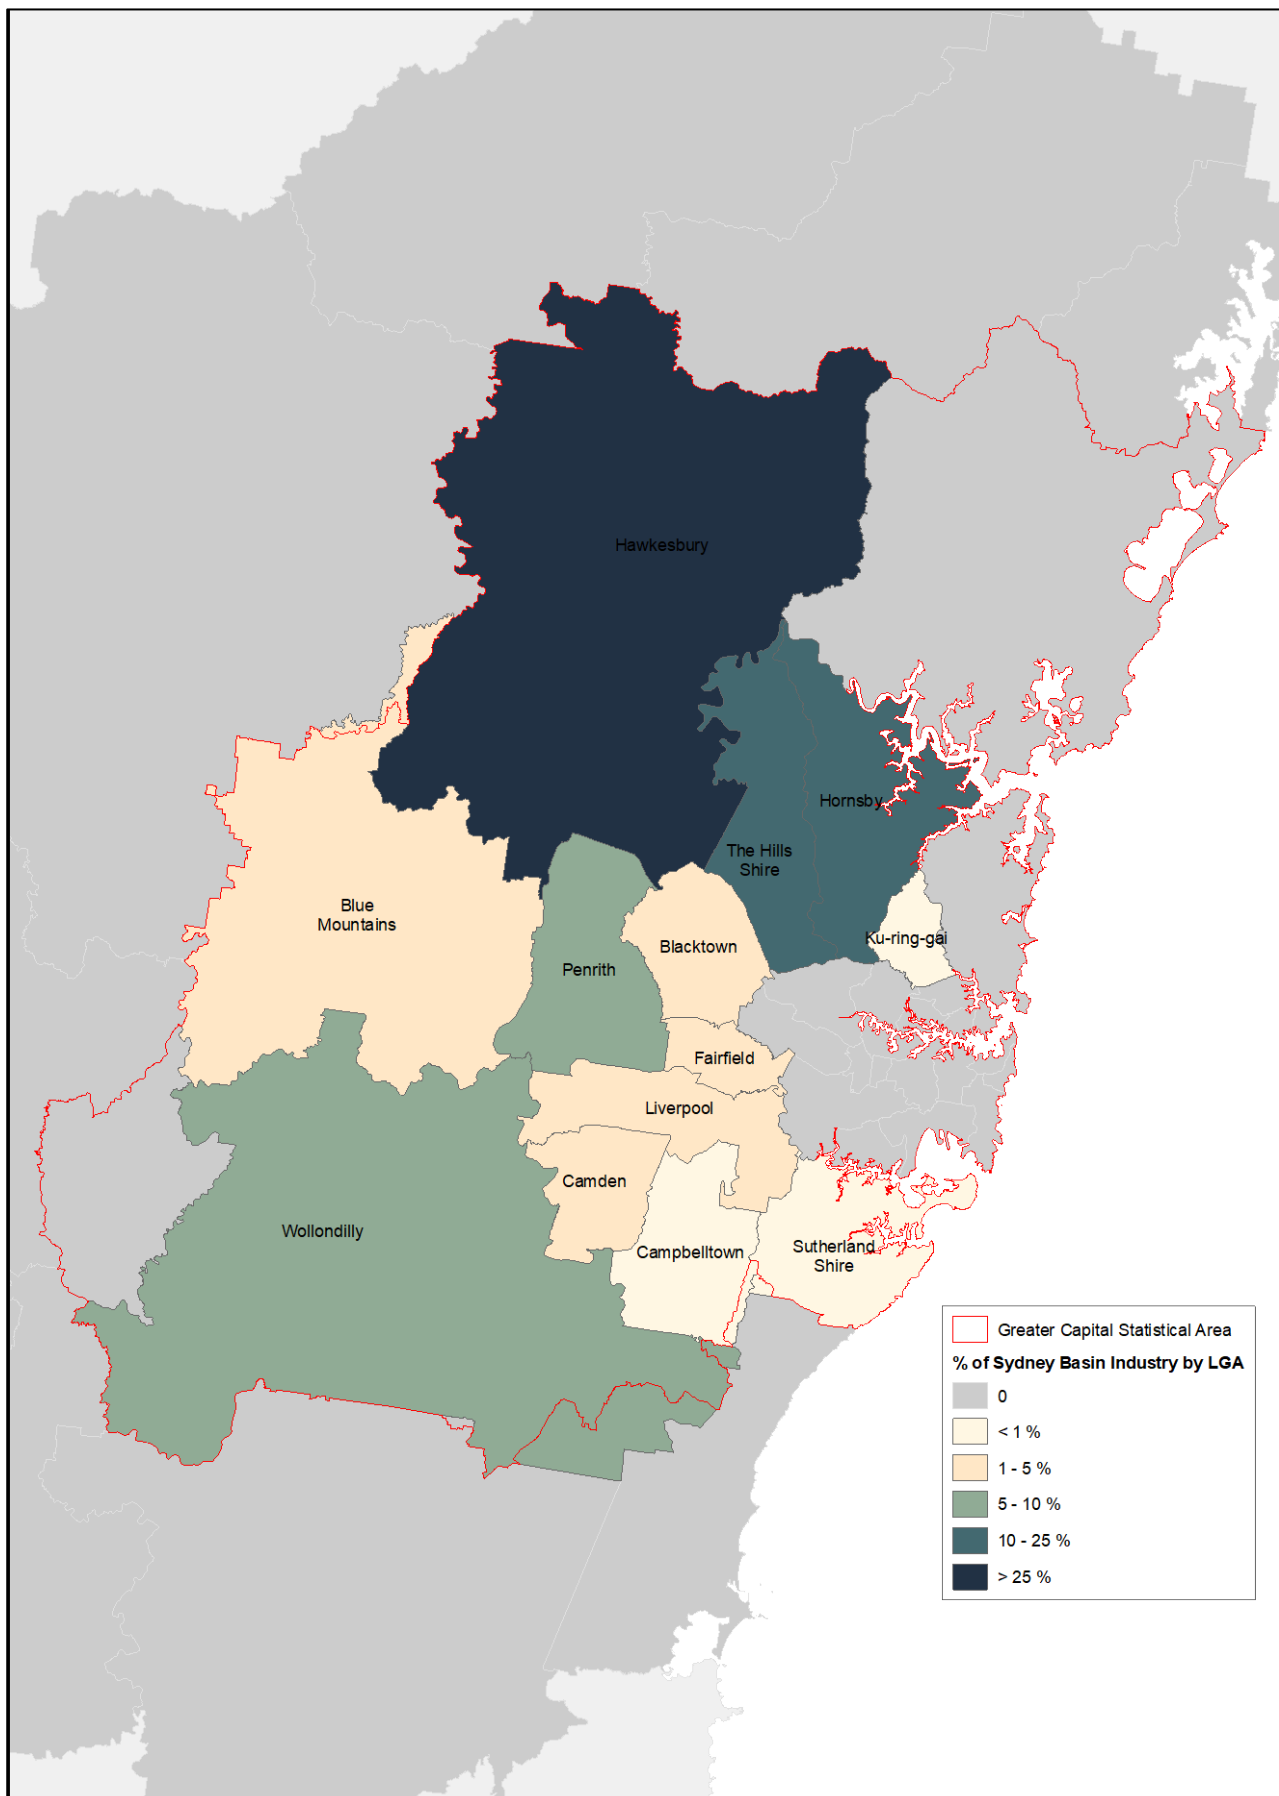 Hawkesbury
Hornsby
The Hills
Shire
Blue
Mountains
Ku-ring-gai
Blacktown
Penrith
Fairfield
Liverpool
Camden
Wollondilly
Campbelltown
Sutherland
Shire
Greater Capital Statistical Area
% of Sydney Basin Industry by LGA
0
< 1 %
1 - 5 %
5 - 10 %
10 - 25 %
> 25 %